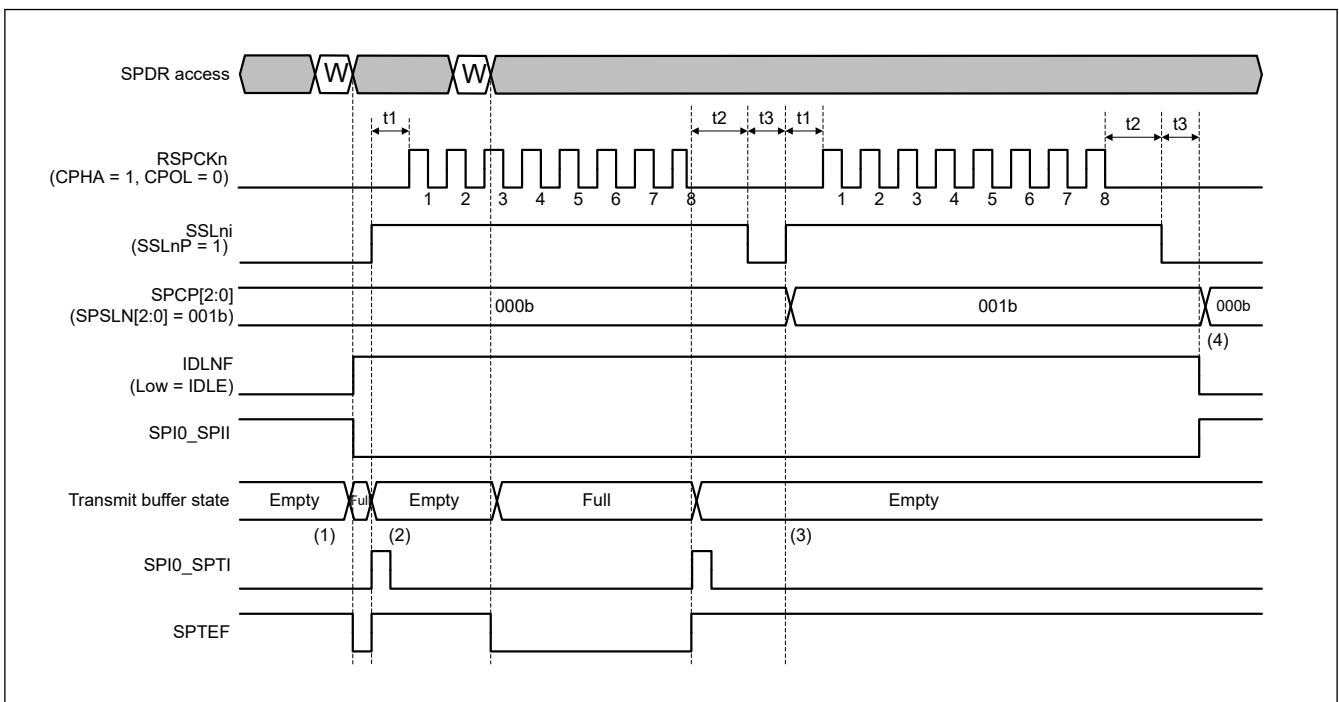 SPDR access W W
t1 t2 t3 t1 t2 t3
RSPCKn
(CPHA = 1, CPOL = 0)
1 2 3 4 5 6 7 8 1 2 3 4 5 6 7 8
SSLni
(SSLnP = 1)
SPCP[2:0]
(SPSLN[2:0] = 001b)
000b 001b 000b
(4)
IDLNF
(Low = IDLE)
SPI0_SPII
Transmit buffer state Empty Full Empty Full Empty
(1) (2) (3)
SPI0_SPTI
SPTEF